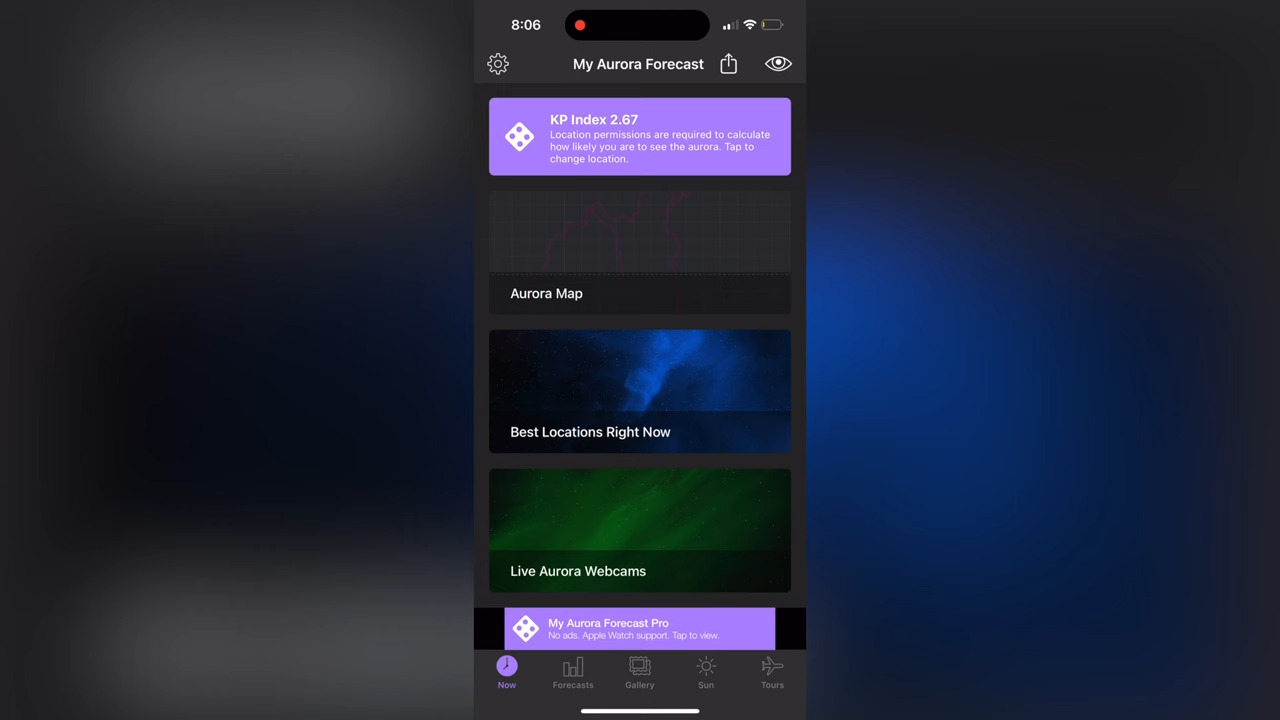 8:06
My Aurora Forecast
KP Index 2.67
Location permissions are required to calculate
how likely you are to see the aurora. Tap to
change location.
Aurora Map
Best Locations Right Now
Live Aurora Webcams
My Aurora Forecast Pro
No ads. Apple Watch support. Tap to view.
Now
Forecasts
Gallery
Sun
Tours